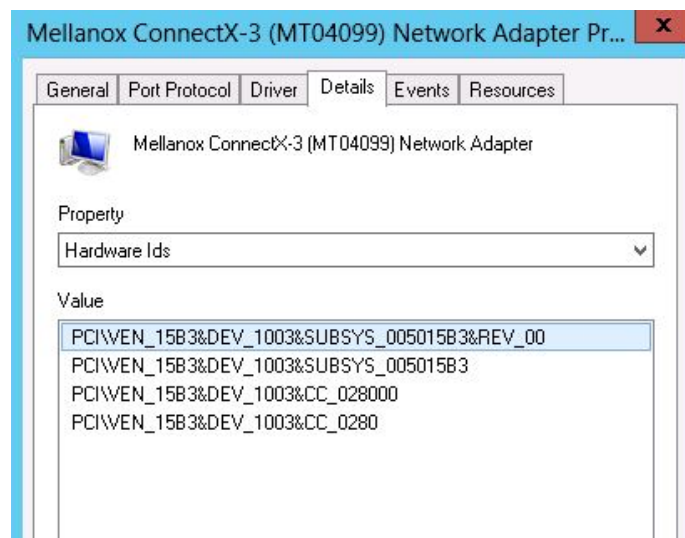 Mellanox ConnectX-3 (MT04099) Network Adapter Pr... x
General Port Protocol Driver Details Events Resources
Mellanox ConnectX-3 (MT04099) Network Adapter
Property
Hardware Ids
Value
PCI\VEN_15B3&DEV_1003&SUBSYS_005015B3&REV_00
PCI\VEN_15B3&DEV_1003&SUBSYS_005015B3
PCI\VEN_15B3&DEV_1003&CC_028000
PCI\VEN_15B3&DEV_1003&CC_0280